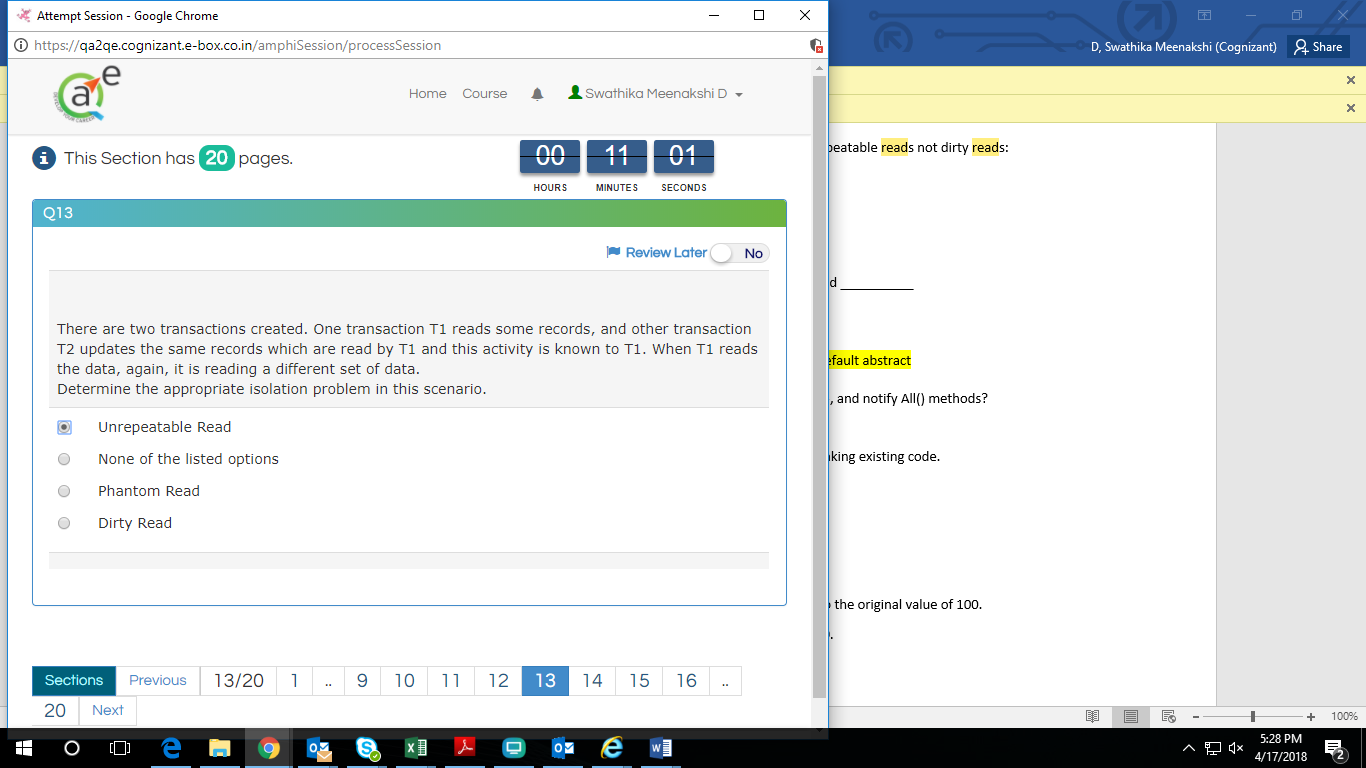 Attempt Session - Google Chrome
https://qa2qe.cognizant.e-box.co.in/amphiSession/processSession
D, Swathika Meenakshi (Cognizant)
Share
a e
DEVELOP YOUR CAREER
Home Course Swathika Meenakshi D
This Section has 20 pages.
00 11 01
HOURS MINUTES SECONDS
Q13
Review Later No
There are two transactions created. One transaction T1 reads some records, and other transaction
T2 updates the same records which are read by T1 and this activity is known to T1. When T1 reads
the data, again, it is reading a different set of data.
Determine the appropriate isolation problem in this scenario.
Unrepeatable Read
None of the listed options
Phantom Read
Dirty Read
Sections Previous 13/20 1 .. 9 10 11 12 13 14 15 16 ..
20 Next
peatable reads not dirty reads:
d ___________
efault abstract
, and notify All() methods?
aking existing code.
o the original value of 100.
100%
5:28 PM
4/17/2018
2